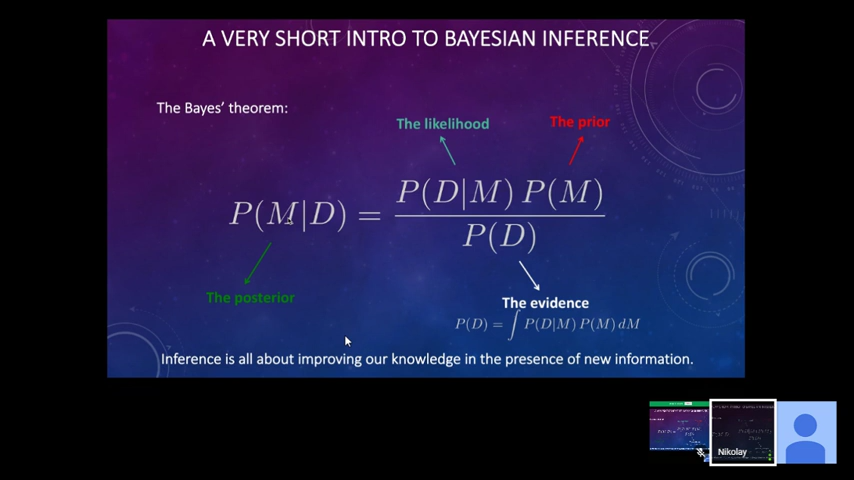 A VERY SHORT INTRO TO BAYESIAN INFERENCE
The Bayes' theorem:
The likelihood
The prior
P(M|D) = P(D|M) P(M) / P(D)
The posterior
The evidence
P(D) = ∫ P(D|M) P(M) dM
Inference is all about improving our knowledge in the presence of new information.
Nikolay